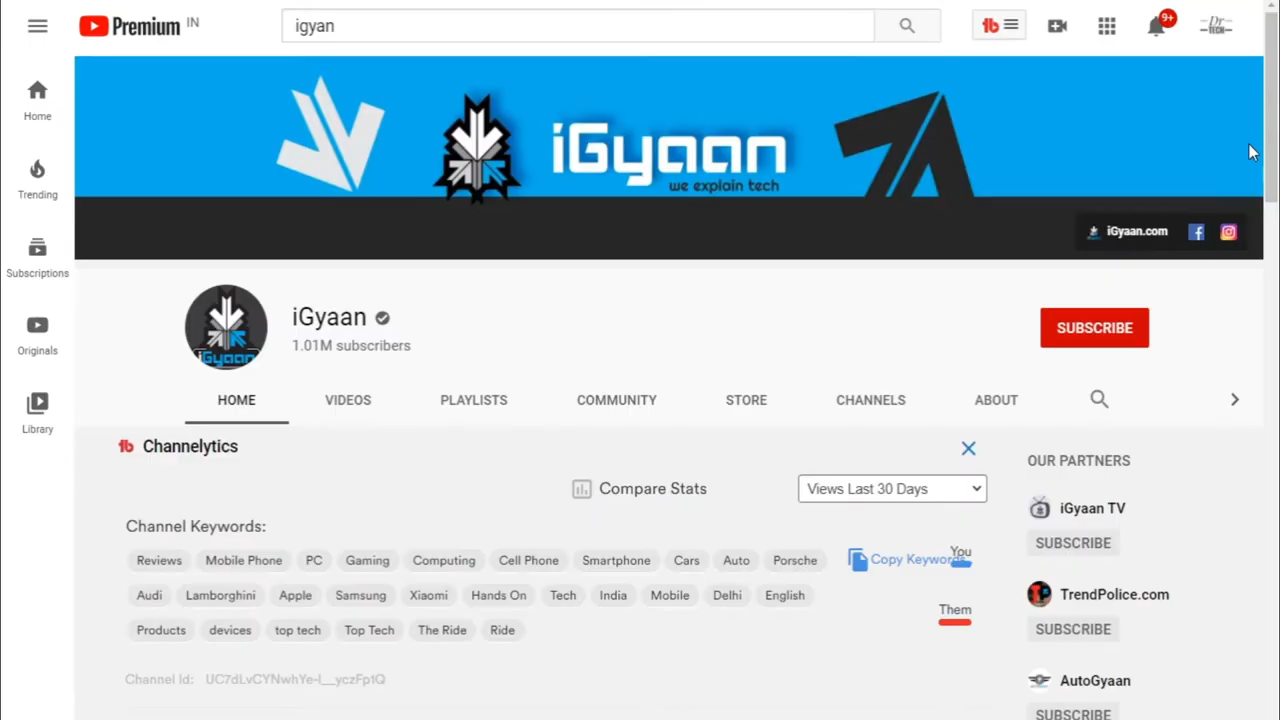 Premium IN
igyan
9+
Dr
TECH
Home
Trending
Subscriptions
Originals
Library
iGyaan
we explain tech
iGyaan.com
iGyaan
iGyaan
1.01M subscribers
SUBSCRIBE
HOME VIDEOS PLAYLISTS COMMUNITY STORE CHANNELS ABOUT
Channelytics
Compare Stats
Views Last 30 Days
Channel Keywords:
Reviews Mobile Phone PC Gaming Computing Cell Phone Smartphone Cars Auto Porsche
Audi Lamborghini Apple Samsung Xiaomi Hands On Tech India Mobile Delhi English
Products devices top tech Top Tech The Ride Ride
Copy Keywords
You
Them
Channel Id:
OUR PARTNERS
iGyaan TV
SUBSCRIBE
TrendPolice.com
SUBSCRIBE
AutoGyaan
SUBSCRIBE